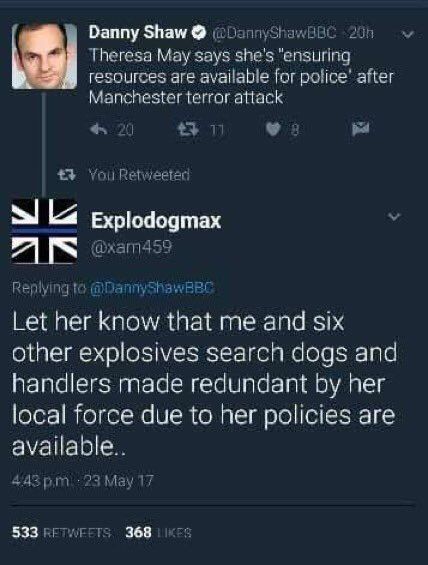 Danny Shaw @DannyShawBBC · 20h
Theresa May says she's "ensuring
resources are available for police' after
Manchester terror attack
20 11 8
You Retweeted
Explodogmax
@xam459
Replying to @DannyShawBBC
Let her know that me and six
other explosives search dogs and
handlers made redundant by her
local force due to her policies are
available..
4:43 p.m. · 23 May 17
533 RETWEETS 368 LIKES